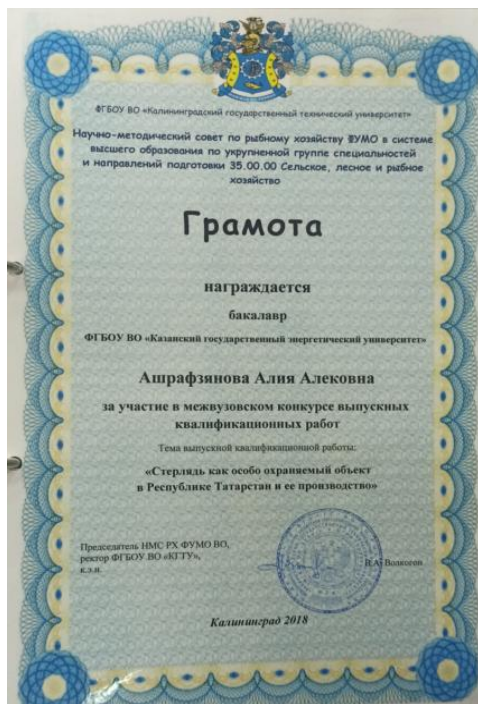 ФГБОУ ВО «Калининградский государственный технический университет»
Научно-методический совет по рыбному хозяйству ФУМО в системе
высшего образования по укрупненной группе специальностей
и направлений подготовки 35.00.00 Сельское, лесное и рыбное
хозяйство
Грамота
награждается
бакалавр
ФГБОУ ВО «Казанский государственный энергетический университет»
Ашрафзянова Алия Алековна
за участие в межвузовском конкурсе выпускных
квалификационных работ
Тема выпускной квалификационной работы:
«Стерлядь как особо охраняемый объект
в Республике Татарстан и ее производство»
Председатель НМС РХ ФУМО ВО,
ректор ФГБОУ ВО «КГТУ»,
к.э.н.
В.А. Волкогон
Калининград 2018